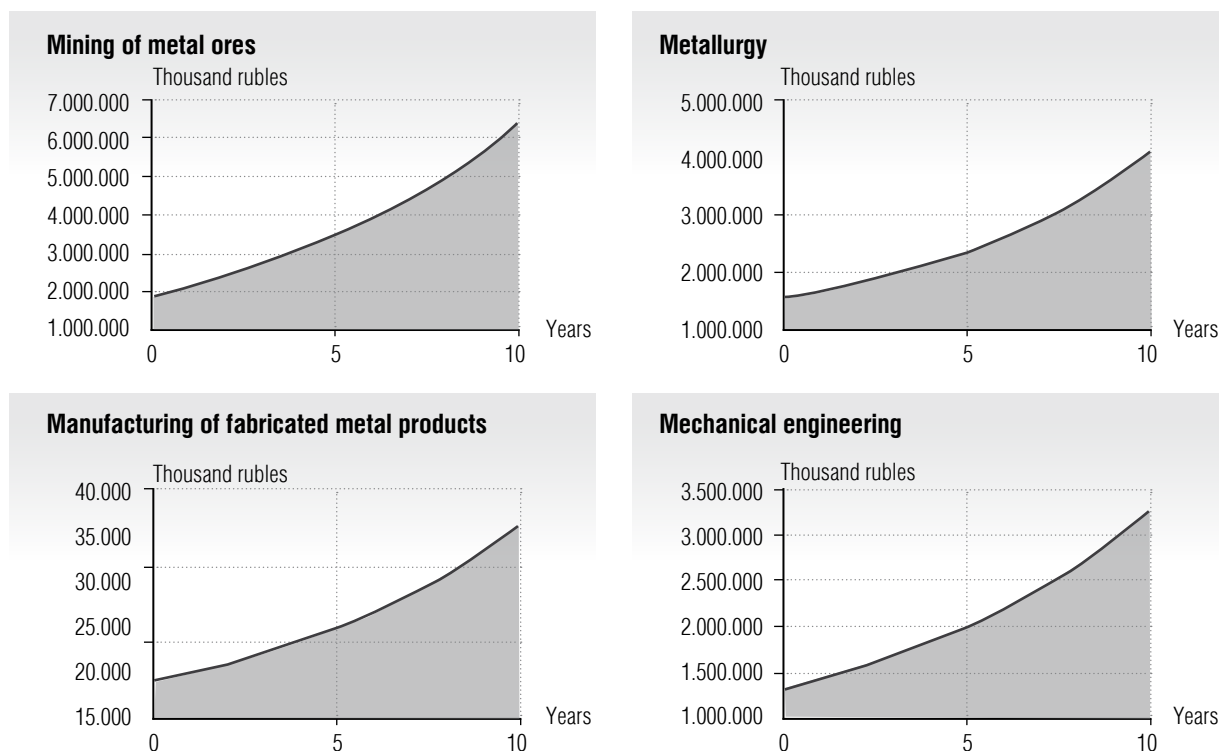 Mining of metal ores
Thousand rubles
7.000.000
6.000.000
5.000.000
4.000.000
3.000.000
2.000.000
1.000.000
Years
0 5 10
Metallurgy
Thousand rubles
5.000.000
4.000.000
3.000.000
2.000.000
1.000.000
Years
0 5 10
Manufacturing of fabricated metal products
Thousand rubles
40.000
35.000
30.000
25.000
20.000
15.000
Years
0 5 10
Mechanical engineering
Thousand rubles
3.500.000
3.000.000
2.500.000
2.000.000
1.500.000
1.000.000
Years
0 5 10